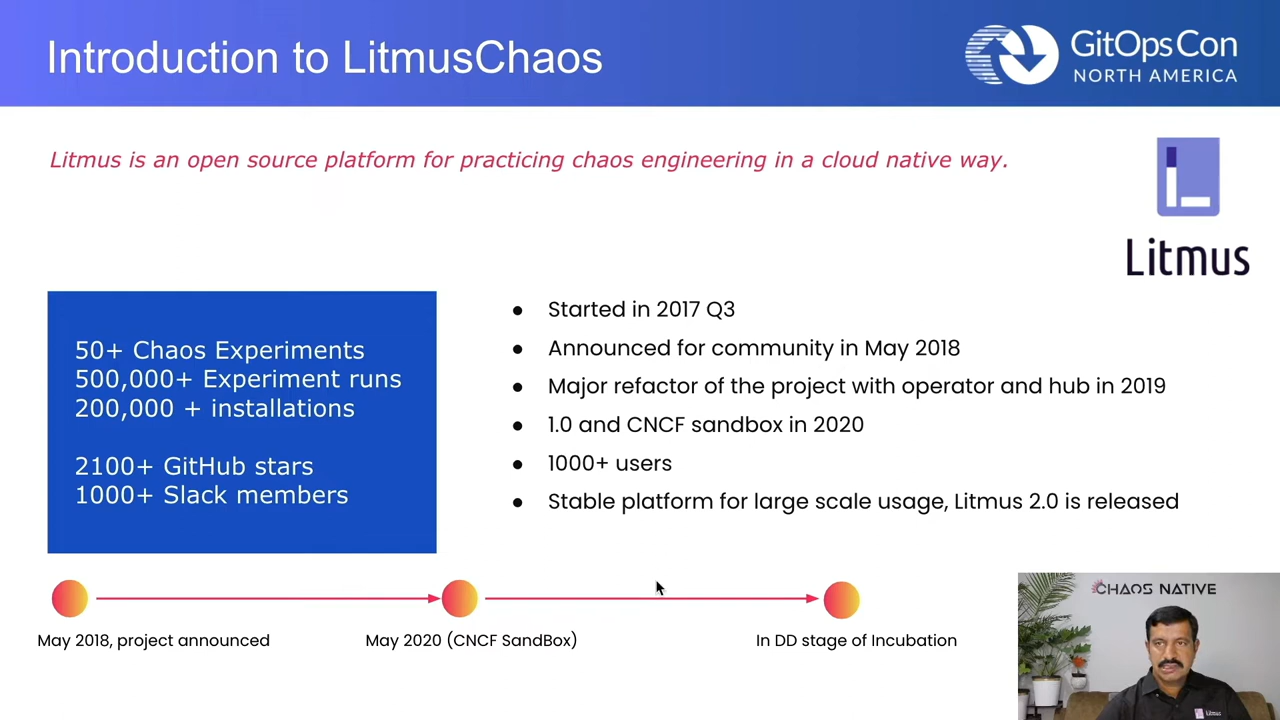 Introduction to LitmusChaos
GitOpsCon
NORTH AMERICA
Litmus is an open source platform for practicing chaos engineering in a cloud native way.
Litmus
50+ Chaos Experiments
500,000+ Experiment runs
200,000 + installations
2100+ GitHub stars
1000+ Slack members
● Started in 2017 Q3
● Announced for community in May 2018
● Major refactor of the project with operator and hub in 2019
● 1.0 and CNCF sandbox in 2020
● 1000+ users
● Stable platform for large scale usage, Litmus 2.0 is released
May 2018, project announced
May 2020 (CNCF SandBox)
In DD stage of Incubation
CHAOS NATIVE
Litmus